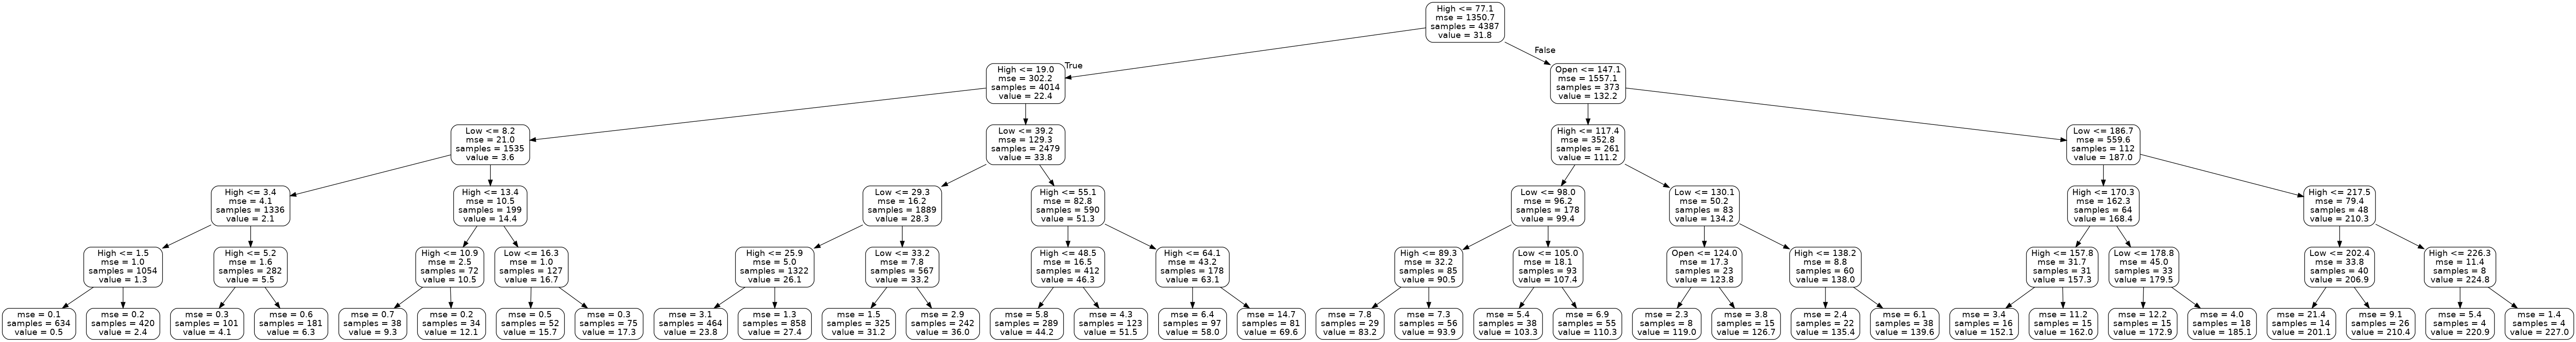 High <= 77.1
mse = 1350.7
samples = 4387
value = 31.8
True
False
High <= 19.0
mse = 302.2
samples = 4014
value = 22.4
Open <= 147.1
mse = 1557.1
samples = 373
value = 132.2
Low <= 8.2
mse = 21.0
samples = 1535
value = 3.6
Low <= 39.2
mse = 129.3
samples = 2479
value = 33.8
High <= 117.4
mse = 352.8
samples = 261
value = 111.2
Low <= 186.7
mse = 559.6
samples = 112
value = 187.0
High <= 3.4
mse = 4.1
samples = 1336
value = 2.1
High <= 13.4
mse = 10.5
samples = 199
value = 14.4
Low <= 29.3
mse = 16.2
samples = 1889
value = 28.3
High <= 55.1
mse = 82.8
samples = 590
value = 51.3
Low <= 98.0
mse = 96.2
samples = 178
value = 99.4
Low <= 130.1
mse = 50.2
samples = 83
value = 134.2
High <= 170.3
mse = 162.3
samples = 64
value = 168.4
High <= 217.5
mse = 79.4
samples = 48
value = 210.3
High <= 1.5
mse = 1.0
samples = 1054
value = 1.3
High <= 5.2
mse = 1.6
samples = 282
value = 5.5
High <= 10.9
mse = 2.5
samples = 72
value = 10.5
Low <= 16.3
mse = 1.0
samples = 127
value = 16.7
High <= 25.9
mse = 5.0
samples = 1322
value = 26.1
Low <= 33.2
mse = 7.8
samples = 567
value = 33.2
High <= 48.5
mse = 16.5
samples = 412
value = 46.3
High <= 64.1
mse = 43.2
samples = 178
value = 63.1
High <= 89.3
mse = 32.2
samples = 85
value = 90.5
Low <= 105.0
mse = 18.1
samples = 93
value = 107.4
Open <= 124.0
mse = 17.3
samples = 23
value = 123.8
High <= 138.2
mse = 8.8
samples = 60
value = 138.0
High <= 157.8
mse = 31.7
samples = 31
value = 157.3
Low <= 178.8
mse = 45.0
samples = 33
value = 179.5
Low <= 202.4
mse = 33.8
samples = 40
value = 206.9
High <= 226.3
mse = 11.4
samples = 8
value = 224.8
mse = 0.1
samples = 634
value = 0.5
mse = 0.2
samples = 420
value = 2.4
mse = 0.3
samples = 101
value = 4.1
mse = 0.6
samples = 181
value = 6.3
mse = 0.7
samples = 38
value = 9.3
mse = 0.2
samples = 34
value = 12.1
mse = 0.5
samples = 52
value = 15.7
mse = 0.3
samples = 75
value = 17.3
mse = 3.1
samples = 464
value = 23.8
mse = 1.3
samples = 858
value = 27.4
mse = 1.5
samples = 325
value = 31.2
mse = 2.9
samples = 242
value = 36.0
mse = 5.8
samples = 289
value = 44.2
mse = 4.3
samples = 123
value = 51.5
mse = 6.4
samples = 97
value = 58.0
mse = 14.7
samples = 81
value = 69.6
mse = 7.8
samples = 29
value = 83.2
mse = 7.3
samples = 56
value = 93.9
mse = 5.4
samples = 38
value = 103.3
mse = 6.9
samples = 55
value = 110.3
mse = 2.3
samples = 8
value = 119.0
mse = 3.8
samples = 15
value = 126.7
mse = 2.4
samples = 22
value = 135.4
mse = 6.1
samples = 38
value = 139.6
mse = 3.4
samples = 16
value = 152.1
mse = 11.2
samples = 15
value = 162.0
mse = 12.2
samples = 15
value = 172.9
mse = 4.0
samples = 18
value = 185.1
mse = 21.4
samples = 14
value = 201.1
mse = 9.1
samples = 26
value = 210.4
mse = 5.4
samples = 4
value = 220.9
mse = 1.4
samples = 4
value = 227.0